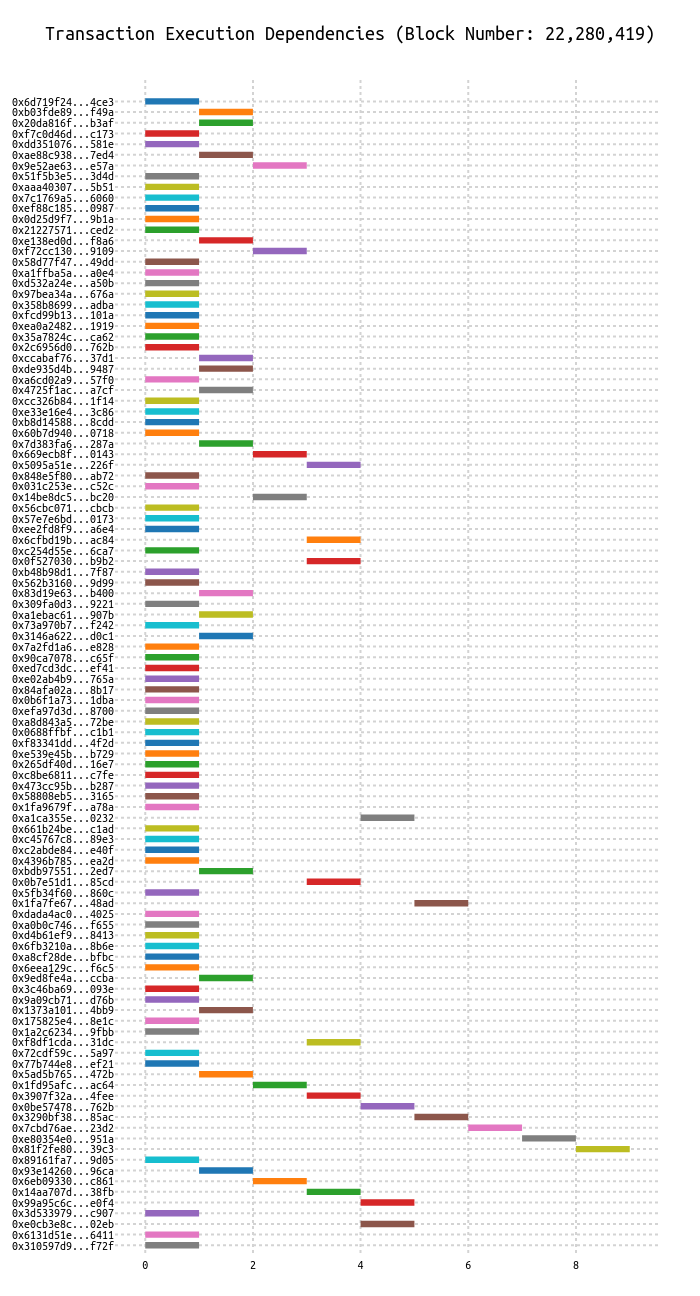 Transaction Execution Dependencies (Block Number: 22,280,419)
0x6d719f24...4ce3
0xb03fde89...f49a
0x20da816f...b3af
0xf7c0d46d...c173
0xdd351076...581e
0xae88c938...7ed4
0x9e52ae63...e57a
0x51f5b3e5...3d4d
0xaaa40307...5b51
0x7c1769a5...6060
0xef88c185...0987
0x0d25d9f7...9b1a
0x21227571...ced2
0xe138ed0d...f8a6
0xf72cc130...9109
0x58d77f47...49dd
0xa1ffba5a...a0e4
0xd532a24e...a50b
0x97bea34a...676a
0x358b8699...adba
0xfcd99b13...101a
0xea0a2482...1919
0x35a7824c...ca62
0x2c6956d0...762b
0xccabaf76...37d1
0xde935d4b...9487
0xa6cd02a9...57f0
0x4725f1ac...a7cf
0xcc326b84...1f14
0xe33e16e4...3c86
0xb8d14588...8cdd
0x60b7d940...0718
0x7d383fa6...287a
0x669ecb8f...0143
0x5095a51e...226f
0x848e5f80...ab72
0x031c253e...c52c
0x14be8dc5...bc20
0x56cbc071...cbcb
0x57e7e6bd...0173
0xee2fd8f9...a6e4
0x6cfbd19b...ac84
0xc254d55e...6ca7
0x0f527030...b9b2
0xb48b98d1...7f87
0x562b3160...9d99
0x83d19e63...b400
0x309fa0d3...9221
0xa1ebac61...907b
0x73a970b7...f242
0x3146a622...d0c1
0x7a2fd1a6...e828
0x90ca7078...c65f
0xed7cd3dc...ef41
0xe02ab4b9...765a
0x84afa02a...8b17
0x0b6f1a73...1dba
0xefa97d3d...8700
0xa8d843a5...72be
0x0688ffbf...c1b1
0xf83341dd...4f2d
0xe539e45b...b729
0x265df40d...16e7
0xc8be6811...c7fe
0x473cc95b...b287
0x58808eb5...3165
0x1fa9679f...a78a
0xa1ca355e...0232
0x661b24be...c1ad
0xc45767c8...89e3
0xc2abde84...e40f
0x4396b785...ea2d
0xbdb97551...2ed7
0x0b7e51d1...85cd
0x5fb34f60...860c
0x1fa7fe67...48ad
0xdada4ac0...4025
0xa0b0c746...f655
0xd4b61ef9...8413
0x6fb3210a...8b6e
0xa8cf28de...bfbc
0x6eea129c...f6c5
0x9ed8fe4a...ccba
0x3c46ba69...093e
0x9a09cb71...d76b
0x1373a101...4bb9
0x175825e4...8e1c
0x1a2c6234...9fbb
0xf8df1cda...31dc
0x72cdf59c...5a97
0x77b744e8...ef21
0x5ad5b765...472b
0x1fd95afc...ac64
0x3907f32a...4fee
0x0be57478...762b
0x3290bf38...85ac
0x7cbd76ae...23d2
0xe80354e0...951a
0x81f2fe80...39c3
0x89161fa7...9d05
0x93e14260...96ca
0x6eb09330...c861
0x14aa707d...38fb
0x99a95c6c...e0f4
0x3d533979...c907
0xe0cb3e8c...02eb
0x6131d51e...6411
0x310597d9...f72f
0 2 4 6 8